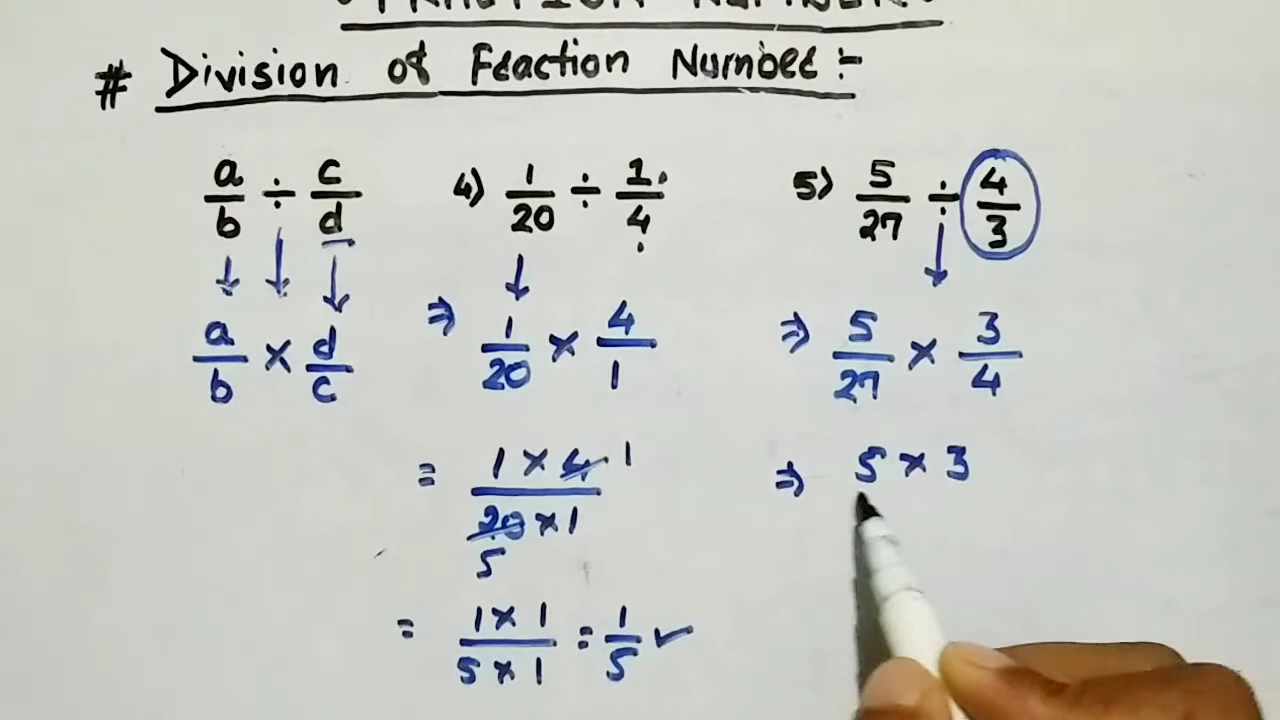 # Division of Fraction Number :-
a/b ÷ c/d
a/b × d/c
4) 1/20 ÷ 1/4
⇒ 1/20 × 4/1
= 1 × 4 1 / 20 × 1 5
= 1 × 1 / 5 × 1 = 1/5 ✓
5) 5/27 ÷ 4/3
⇒ 5/27 × 3/4
⇒ 5 × 3